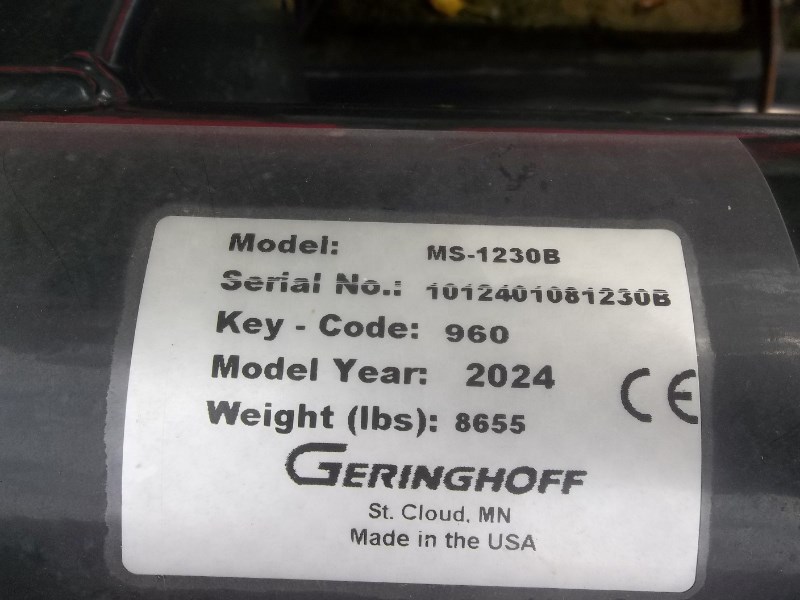 Model: MS-1230B
Serial No.: 1012401081230B
Key - Code: 960
Model Year: 2024
Weight (lbs): 8655
CE
GERINGHOFF
St. Cloud, MN
Made in the USA